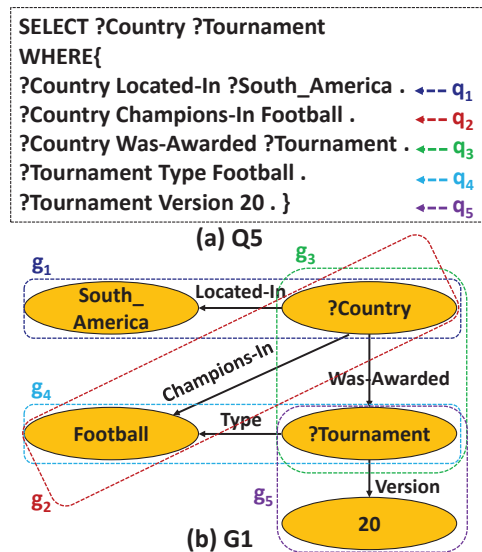 SELECT ?Country ?Tournament
WHERE{
?Country Located-In ?South_America . q1
?Country Champions-In Football . q2
?Country Was-Awarded ?Tournament . q3
?Tournament Type Football . q4
?Tournament Version 20 . } q5
(a) Q5
g3
g1
South_
America
Located-In
?Country
Champions-In
Was-Awarded
g4
Football
Type
?Tournament
Version
g2
g5
20
(b) G1